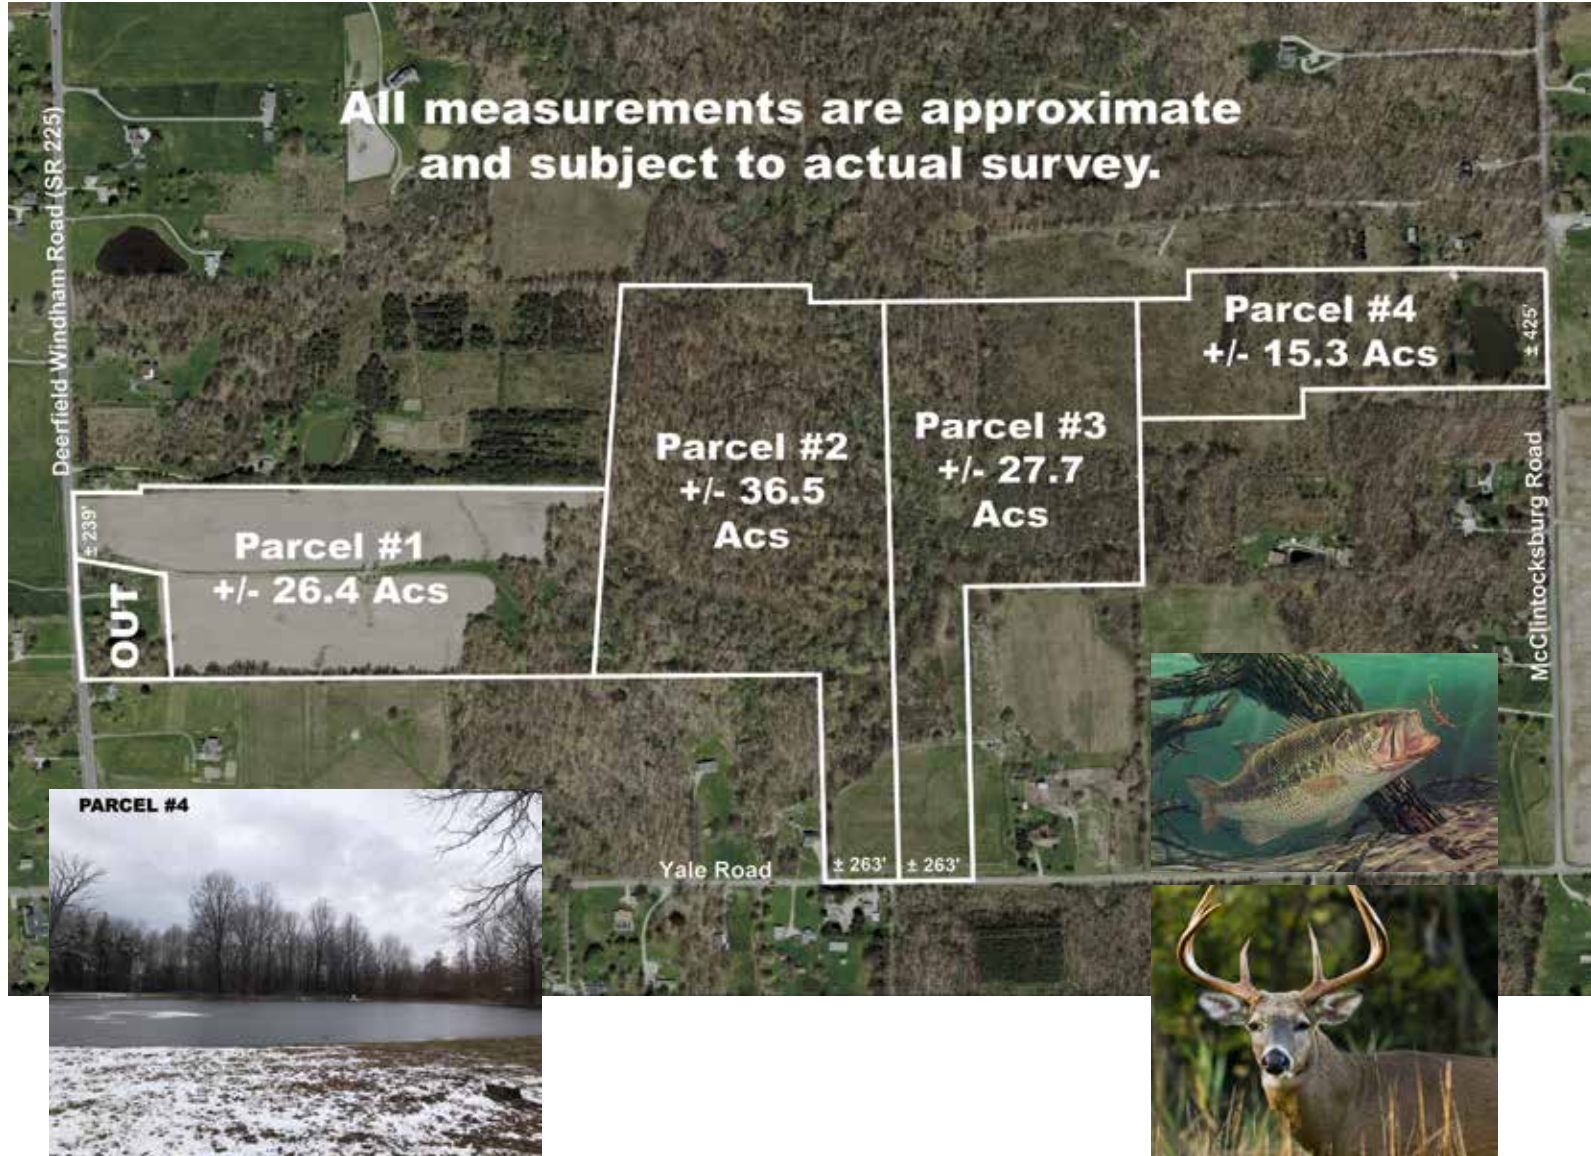 All measurements are approximate
and subject to actual survey.
Deerfield Windham Road (SR 225)
Parcel #4
+/- 15.3 Acs
± 425'
Parcel #3
+/- 27.7
Acs
Parcel #2
+/- 36.5
Acs
McClintocksburg Road
± 239'
Parcel #1
+/- 26.4 Acs
OUT
PARCEL #4
Yale Road
± 263'
± 263'